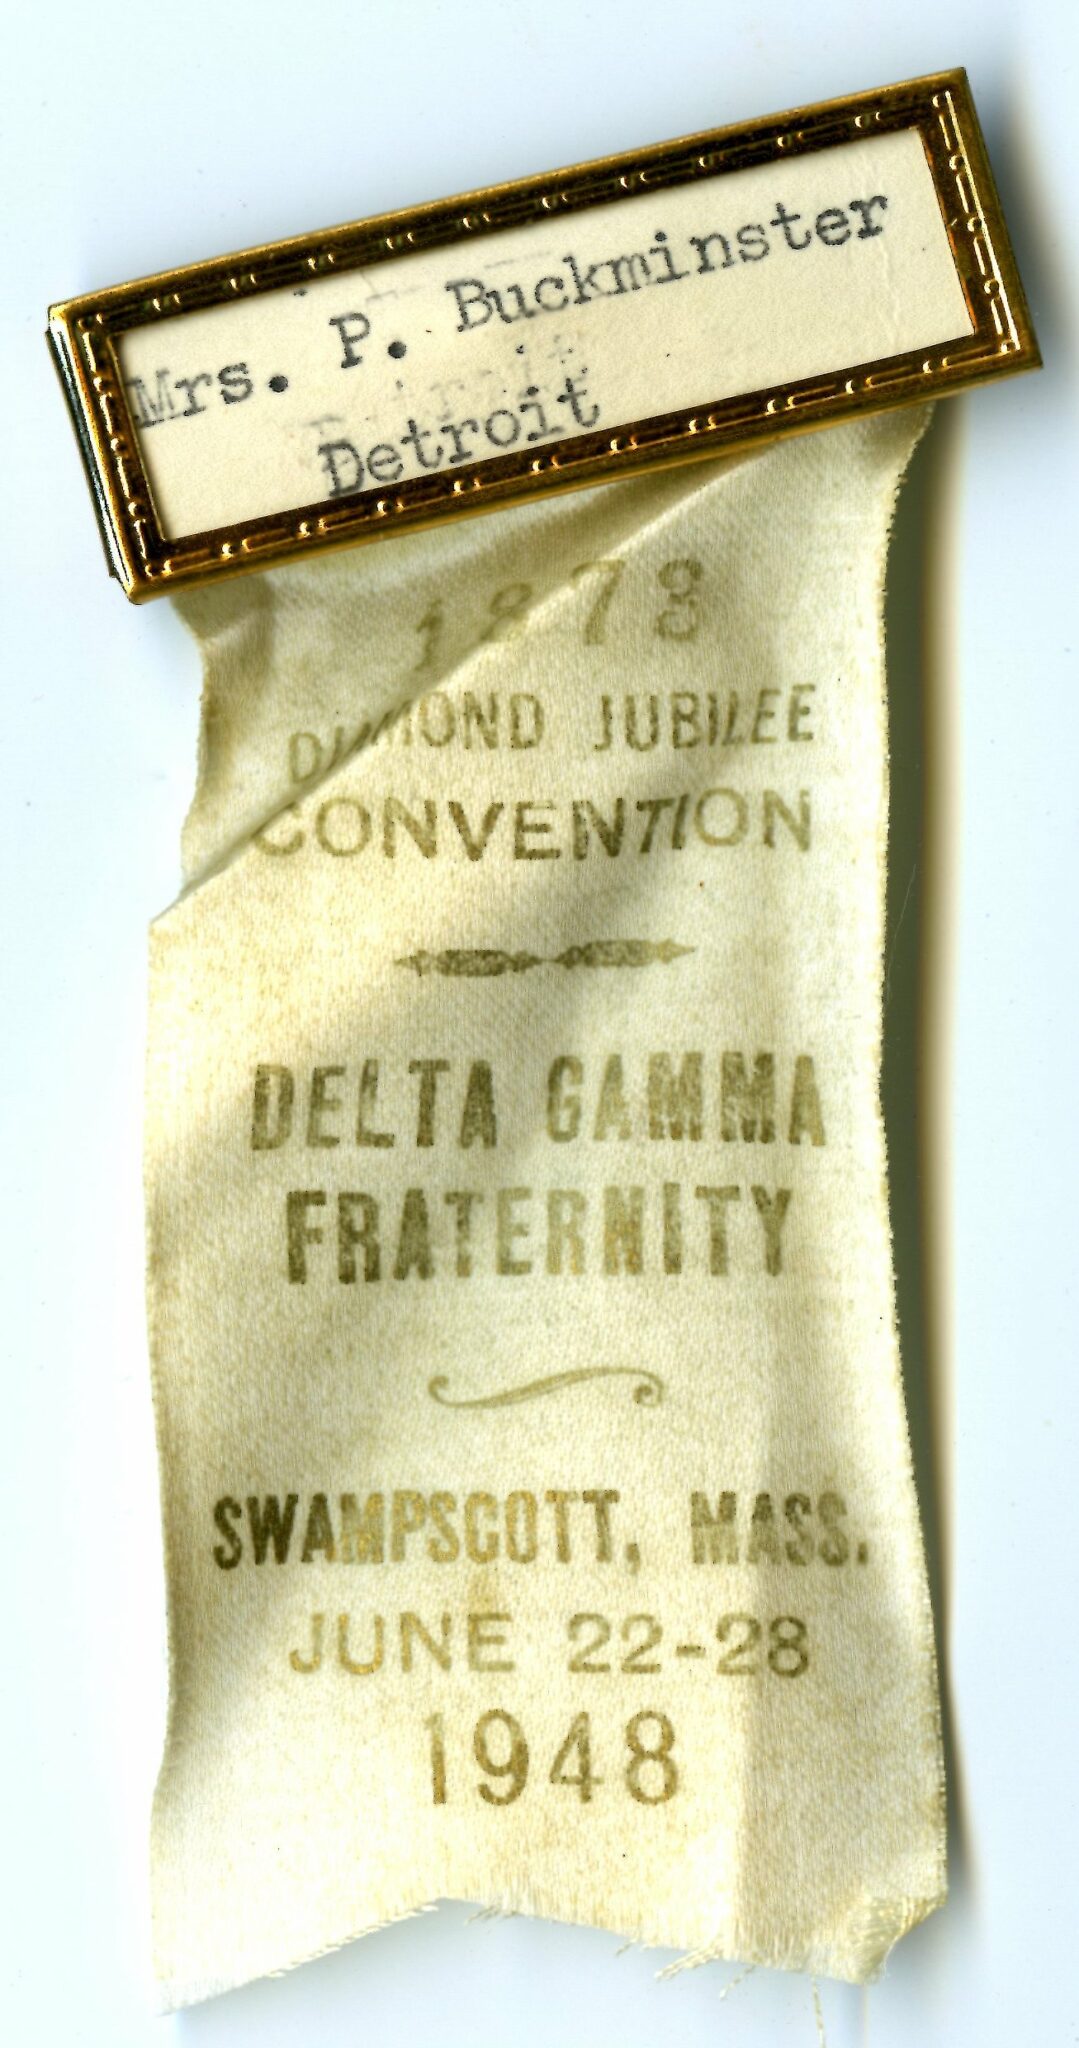 Mrs. P. Buckminster
Detroit
1873
DIAMOND JUBILEE
CONVENTION
DELTA GAMMA
FRATERNITY
SWAMPSCOTT, MASS.
JUNE 22-28
1948